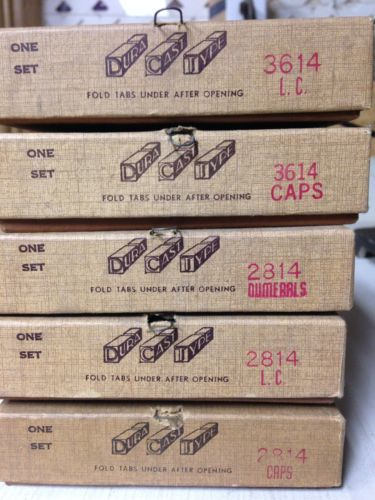 ONE
SET
DURA CAST TYPE
FOLD TABS UNDER AFTER OPENING
3614
L.C.
ONE
SET
DURA CAST TYPE
FOLD TABS UNDER AFTER OPENING
3614
CAPS
ONE
SET
DURA CAST TYPE
FOLD TABS UNDER AFTER OPENING
2814
NUMERALS
ONE
SET
DURA CAST TYPE
FOLD TABS UNDER AFTER OPENING
2814
L.C.
ONE
SET
DURA CAST TYPE
FOLD TABS UNDER AFTER OPENING
2814
CAPS